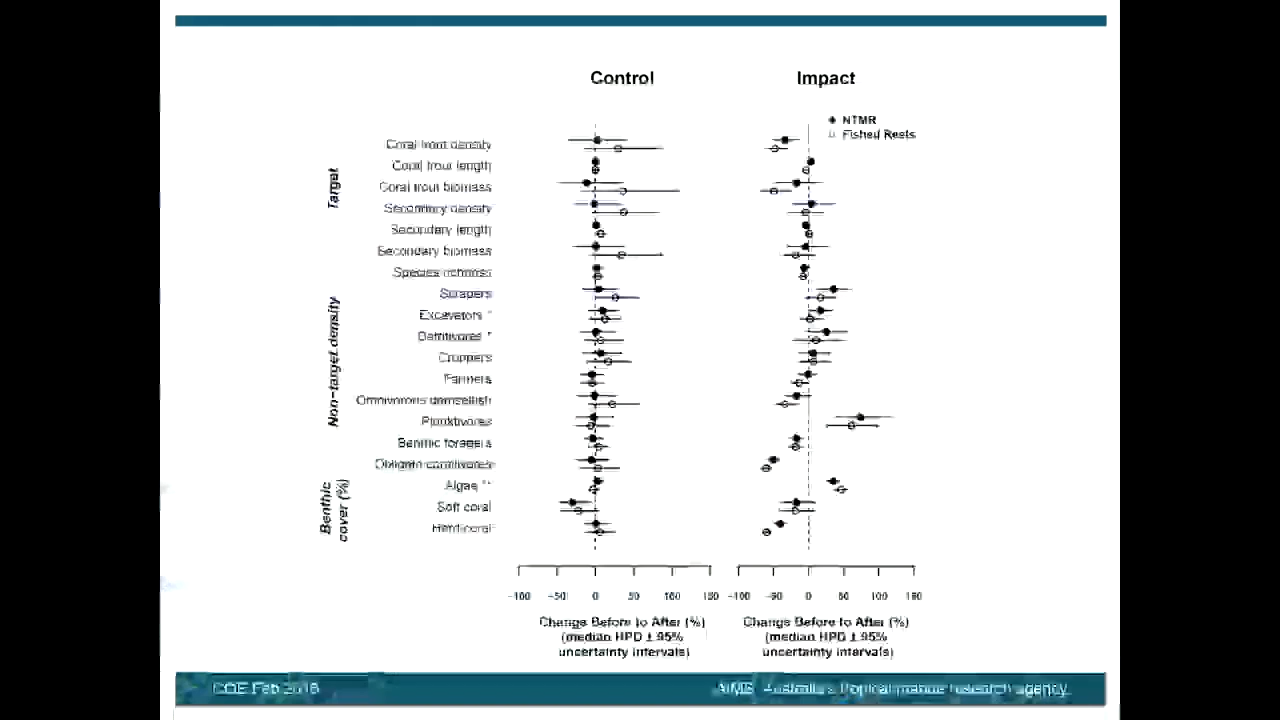 Control Impact
NTMR
Fished Reefs
Coral trout density
Coral trout length
Coral trout biomass
Secondary density
Secondary length
Secondary biomass
Species richness
Scrapers
Excavators *
Detritivores *
Croppers
Farmers
Omnivorous damselfish
Planktivores
Benthic foragers
Obligate corallivores
Algae **
Soft coral
Hard coral
Target
Non-target density
Benthic
cover (%)
-100 -50 0 50 100 150 -100 -50 0 50 100 150
Change Before to After (%) Change Before to After (%)
(median HPD ± 95% (median HPD ± 95%
uncertainty intervals) uncertainty intervals)
COE Feb 2016 AIMS: Australia's tropical marine research agency.